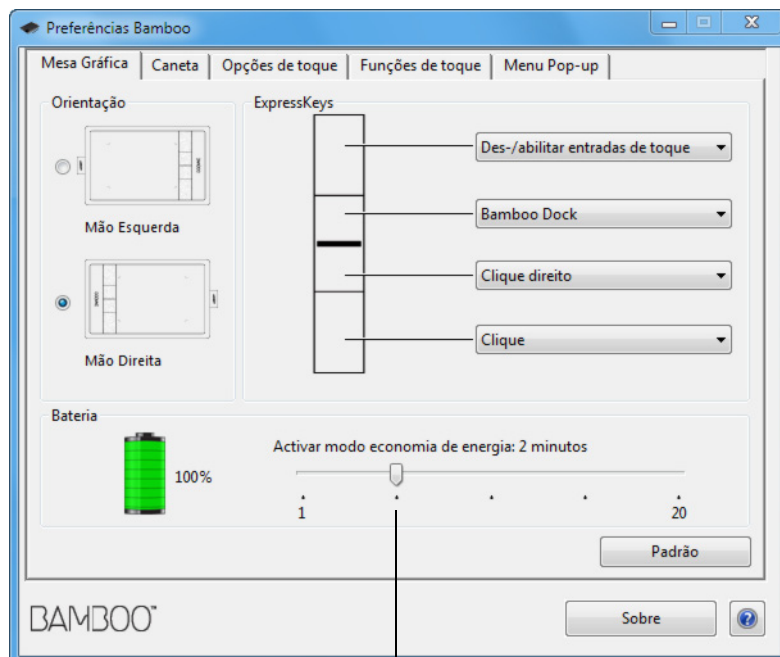 Preferências Bamboo
Mesa Gráfica Caneta Opções de toque Funções de toque Menu Pop-up
Orientação
Mão Esquerda
Mão Direita
ExpressKeys
Des-/abilitar entradas de toque
Bamboo Dock
Clique direito
Clique
Bateria
100%
Activar modo economia de energia: 2 minutos
1 20
Padrão
BAMBOO™ Sobre ?